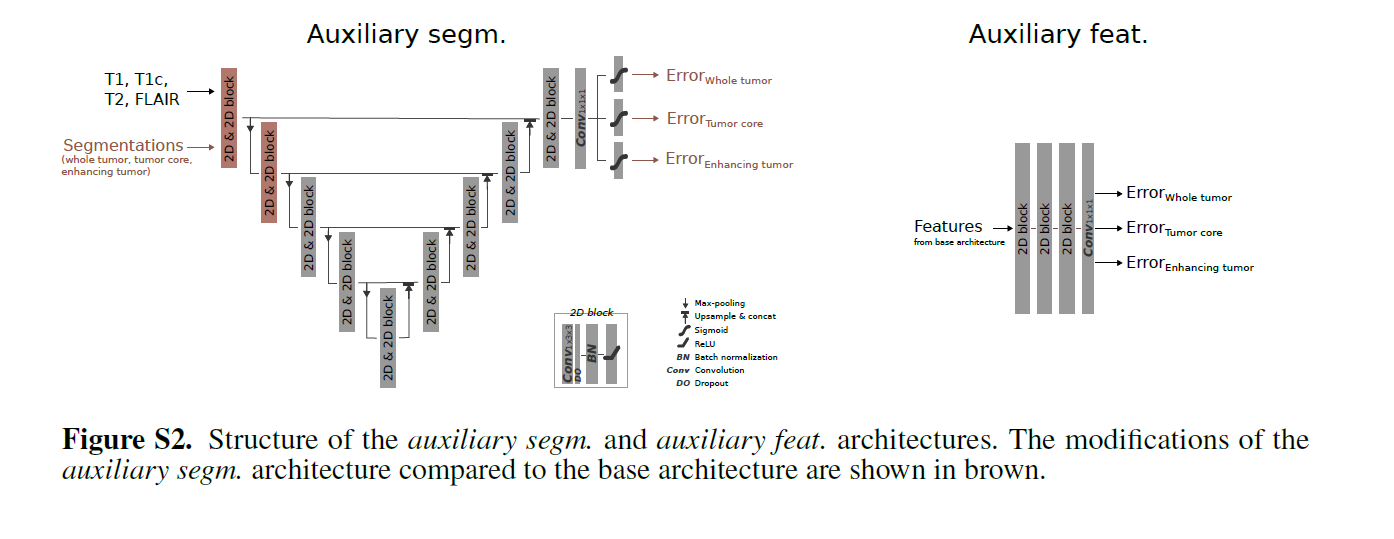 Auxiliary segm.
T1, T1c,
T2, FLAIR
Segmentations
(whole tumor, tumor core,
enhancing tumor)
2D & 2D block
2D & 2D block
2D & 2D block
2D & 2D block
2D & 2D block
2D & 2D block
2D & 2D block
2D & 2D block
2D & 2D block
Conv1x1x1
ErrorWhole tumor
ErrorTumor core
ErrorEnhancing tumor
2D block
Conv1x3x3
DO
BN
Max-pooling
Upsample & concat
Sigmoid
ReLU
BN Batch normalization
Conv Convolution
DO Dropout
Auxiliary feat.
Features
from base architecture
2D block
2D block
2D block
Conv1x1x1
ErrorWhole tumor
ErrorTumor core
ErrorEnhancing tumor
Figure S2. Structure of the auxiliary segm. and auxiliary feat. architectures. The modifications of the
auxiliary segm. architecture compared to the base architecture are shown in brown.